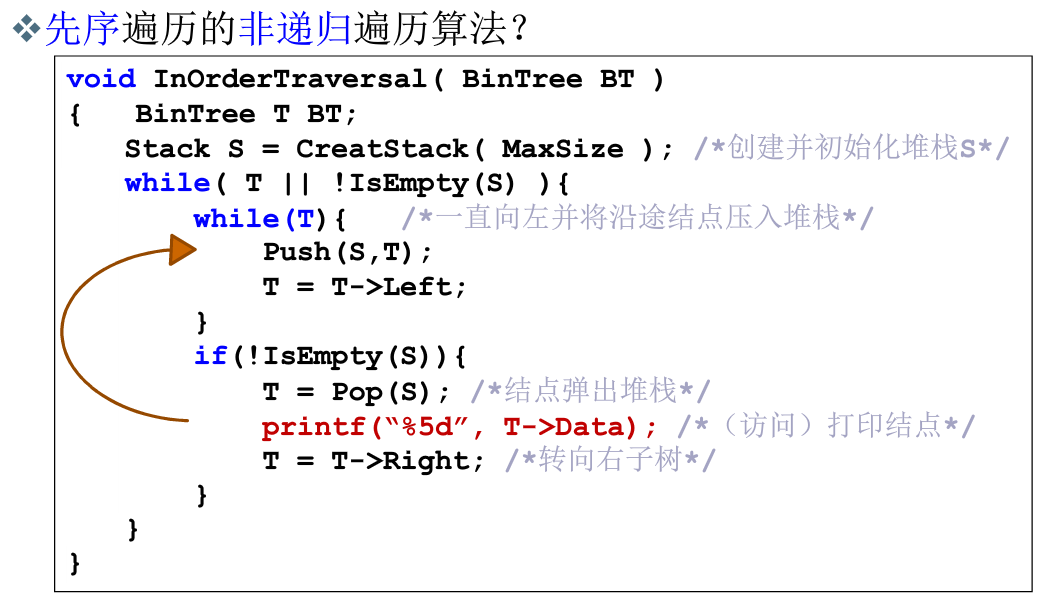 ❖先序遍历的非递归遍历算法?
void InOrderTraversal( BinTree BT )
{ BinTree T BT;
Stack S = CreatStack( MaxSize ); /*创建并初始化堆栈S*/
while( T || !IsEmpty(S) ){
while(T){ /*一直向左并将沿途结点压入堆栈*/
Push(S,T);
T = T->Left;
}
if(!IsEmpty(S)){
T = Pop(S); /*结点弹出堆栈*/
printf(“%5d”, T->Data); /*（访问）打印结点*/
T = T->Right; /*转向右子树*/
}
}
}